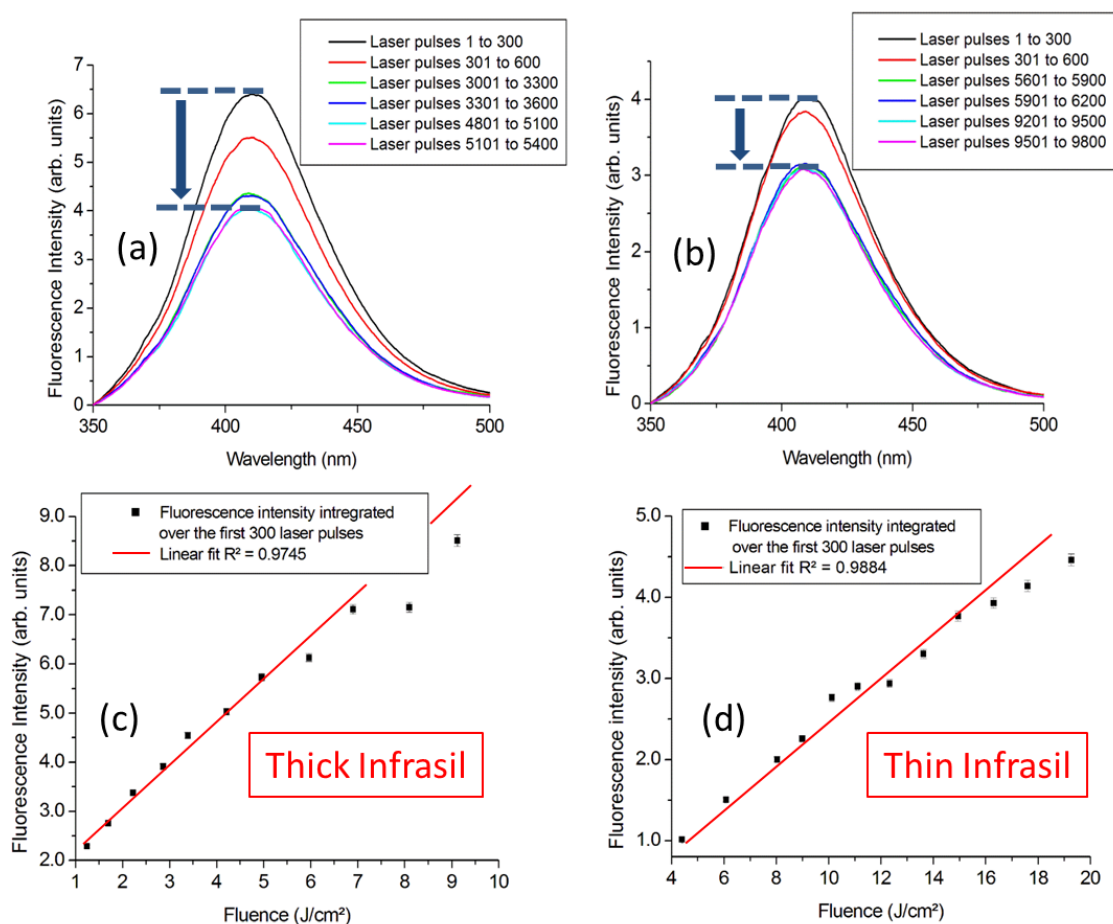 Laser pulses 1 to 300
Laser pulses 301 to 600
Laser pulses 3001 to 3300
Laser pulses 3301 to 3600
Laser pulses 4801 to 5100
Laser pulses 5101 to 5400
Fluorescence Intensity (arb. units)
7
6
5
4
3
2
1
0
(a)
350
400
450
500
Wavelength (nm)
Laser pulses 1 to 300
Laser pulses 301 to 600
Laser pulses 5601 to 5900
Laser pulses 5901 to 6200
Laser pulses 9201 to 9500
Laser pulses 9501 to 9800
Fluorescence Intensity (arb. units)
4
3
2
1
0
(b)
350
400
450
500
Wavelength (nm)
Fluorescence intensity intregrated
over the first 300 laser pulses
Linear fit R² = 0.9745
Fluorescence Intensity (arb. units)
9.0
8.0
7.0
6.0
5.0
4.0
3.0
2.0
(c)
Thick Infrasil
1
2
3
4
5
6
7
8
9
10
Fluence (J/cm²)
Fluorescence intensity integrated
over the first 300 laser pulses
Linear fit R² = 0.9884
Fluorescence intensity (arb. units)
5.0
4.0
3.0
2.0
1.0
(d)
Thin Infrasil
4
6
8
10
12
14
16
18
20
Fluence (J/cm²)